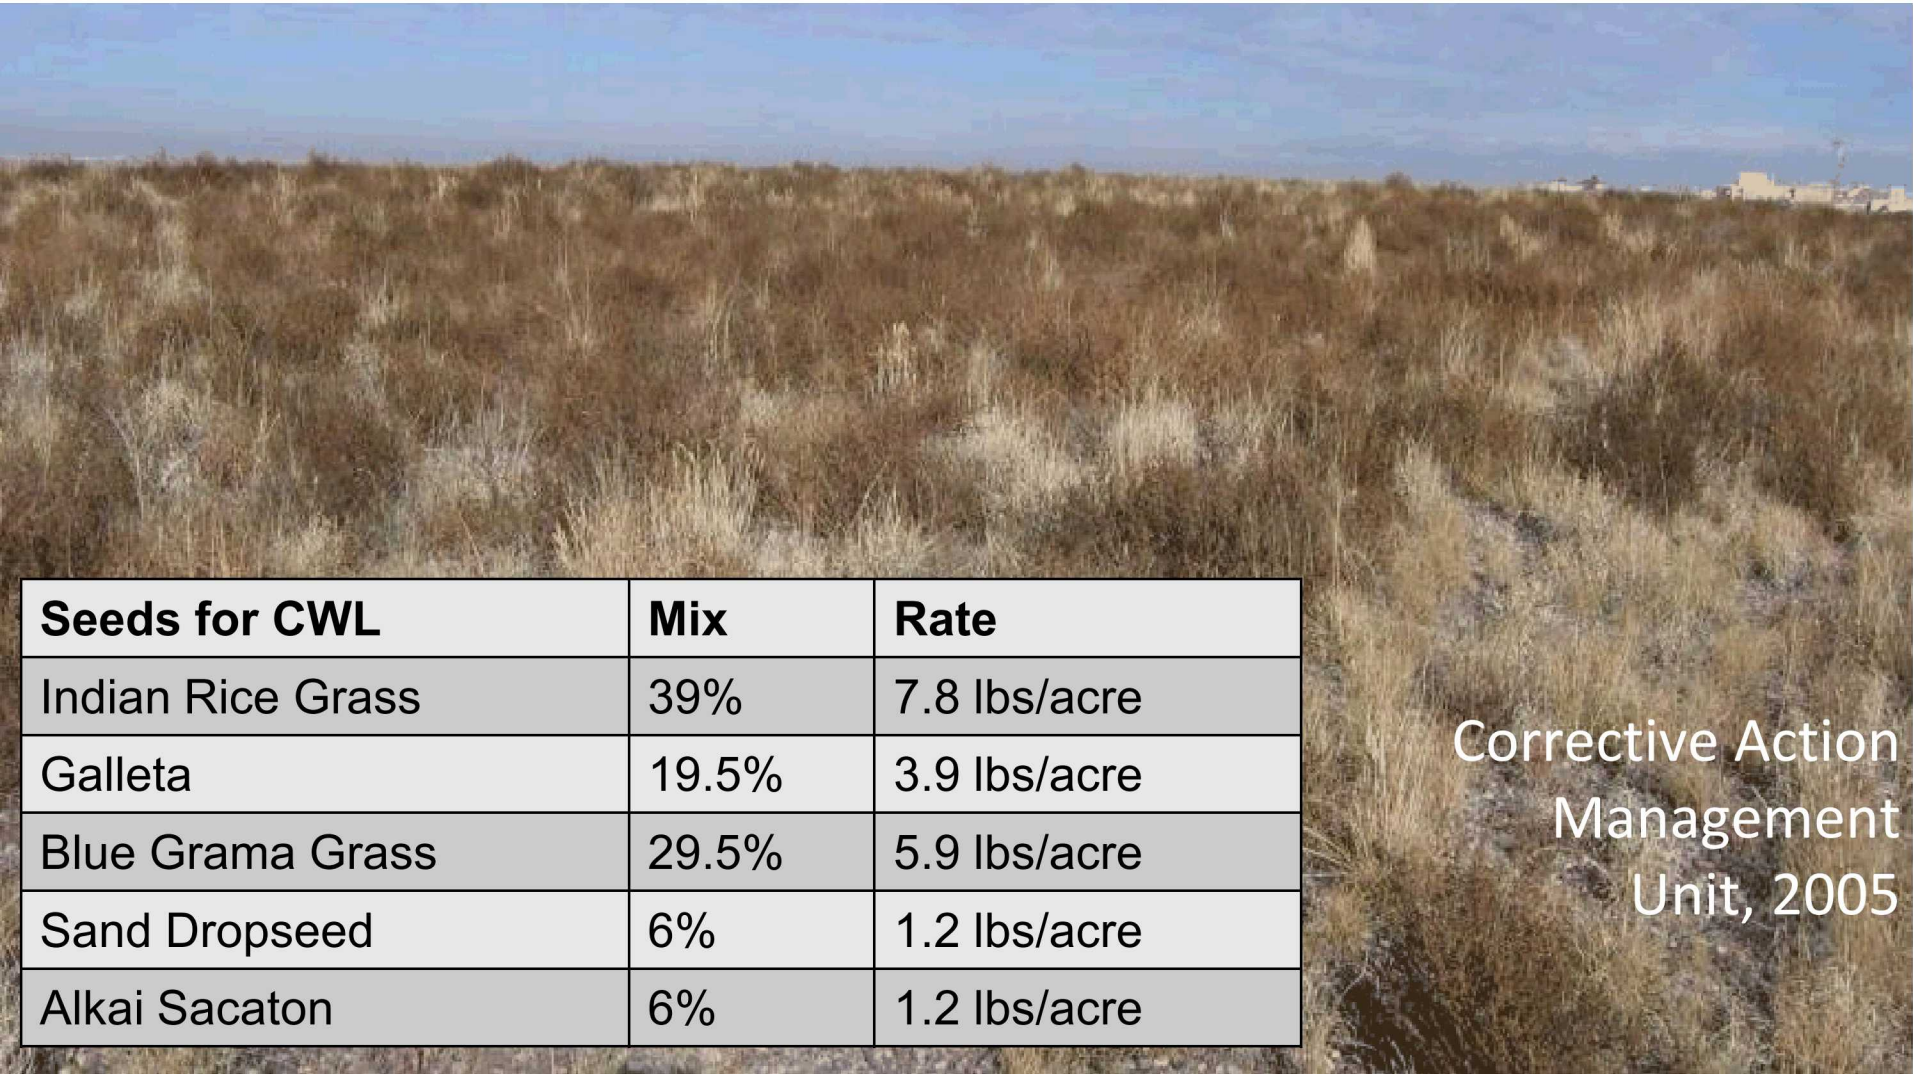 Seeds for CWL Mix Rate
Indian Rice Grass 39% 7.8 lbs/acre
Galleta 19.5% 3.9 lbs/acre
Blue Grama Grass 29.5% 5.9 lbs/acre
Sand Dropseed 6% 1.2 lbs/acre
Alkai Sacaton 6% 1.2 lbs/acre
Corrective Action
Management
Unit, 2005